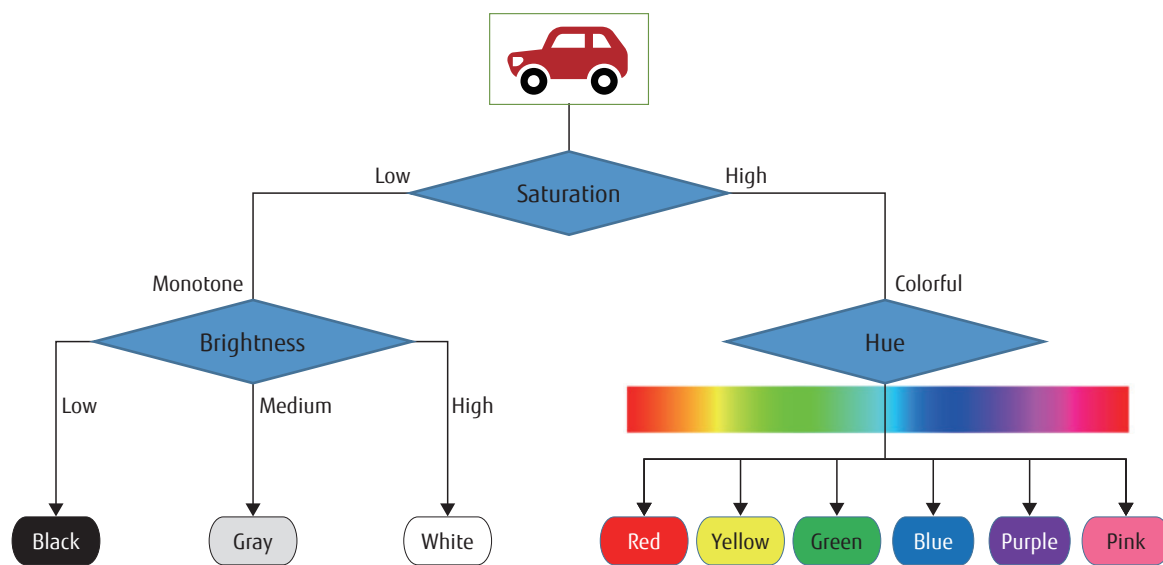 Low
High
Saturation
Monotone
Colorful
Brightness
Hue
Low
Medium
High
Black
Gray
White
Red
Yellow
Green
Blue
Purple
Pink